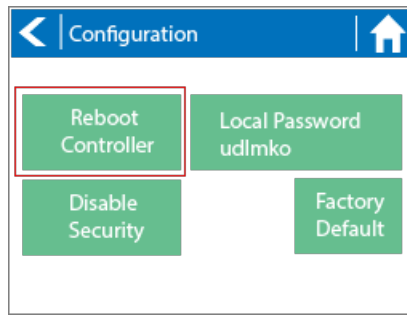 Configuration
Reboot
Controller
Local Password
udlmko
Disable
Security
Factory
Default